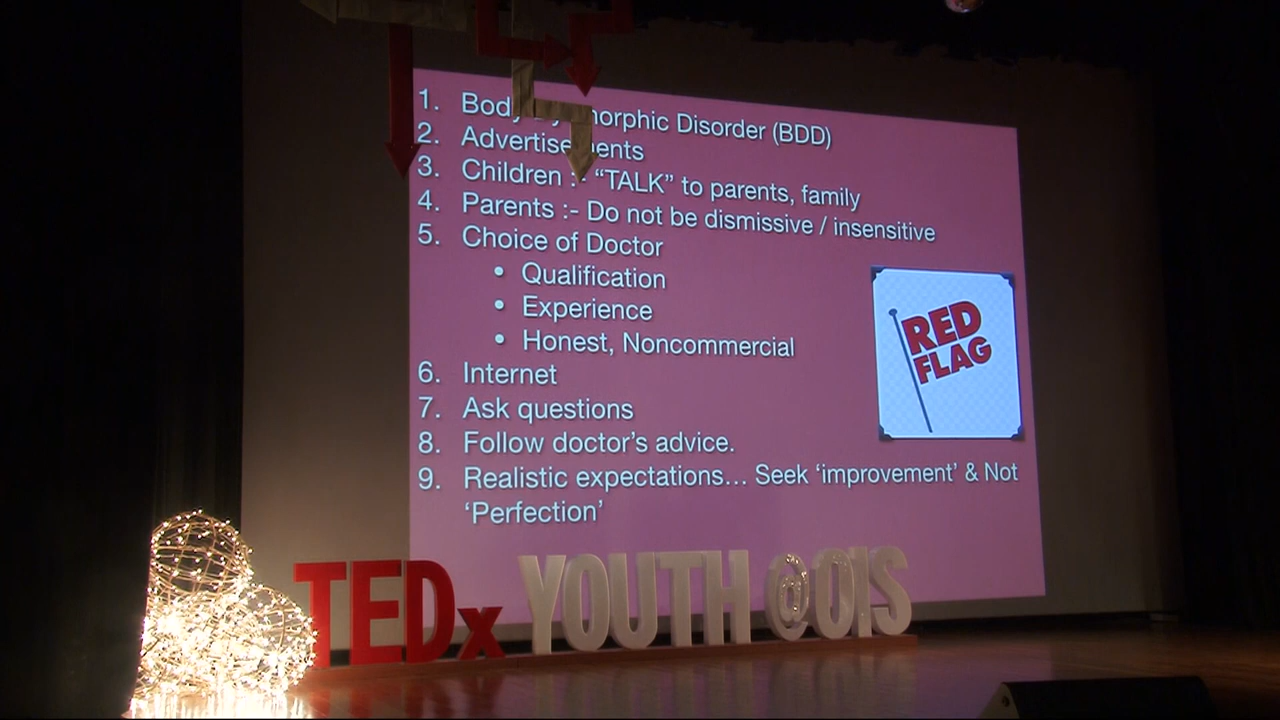 1. Body Dysmorphic Disorder (BDD)
2. Advertisements
3. Children :- “TALK” to parents, family
4. Parents :- Do not be dismissive / insensitive
5. Choice of Doctor
• Qualification
• Experience
• Honest, Noncommercial
6. Internet
7. Ask questions
8. Follow doctor’s advice.
9. Realistic expectations... Seek ‘improvement’ & Not
‘Perfection’
RED
FLAG
TEDx YOUTH @OIS